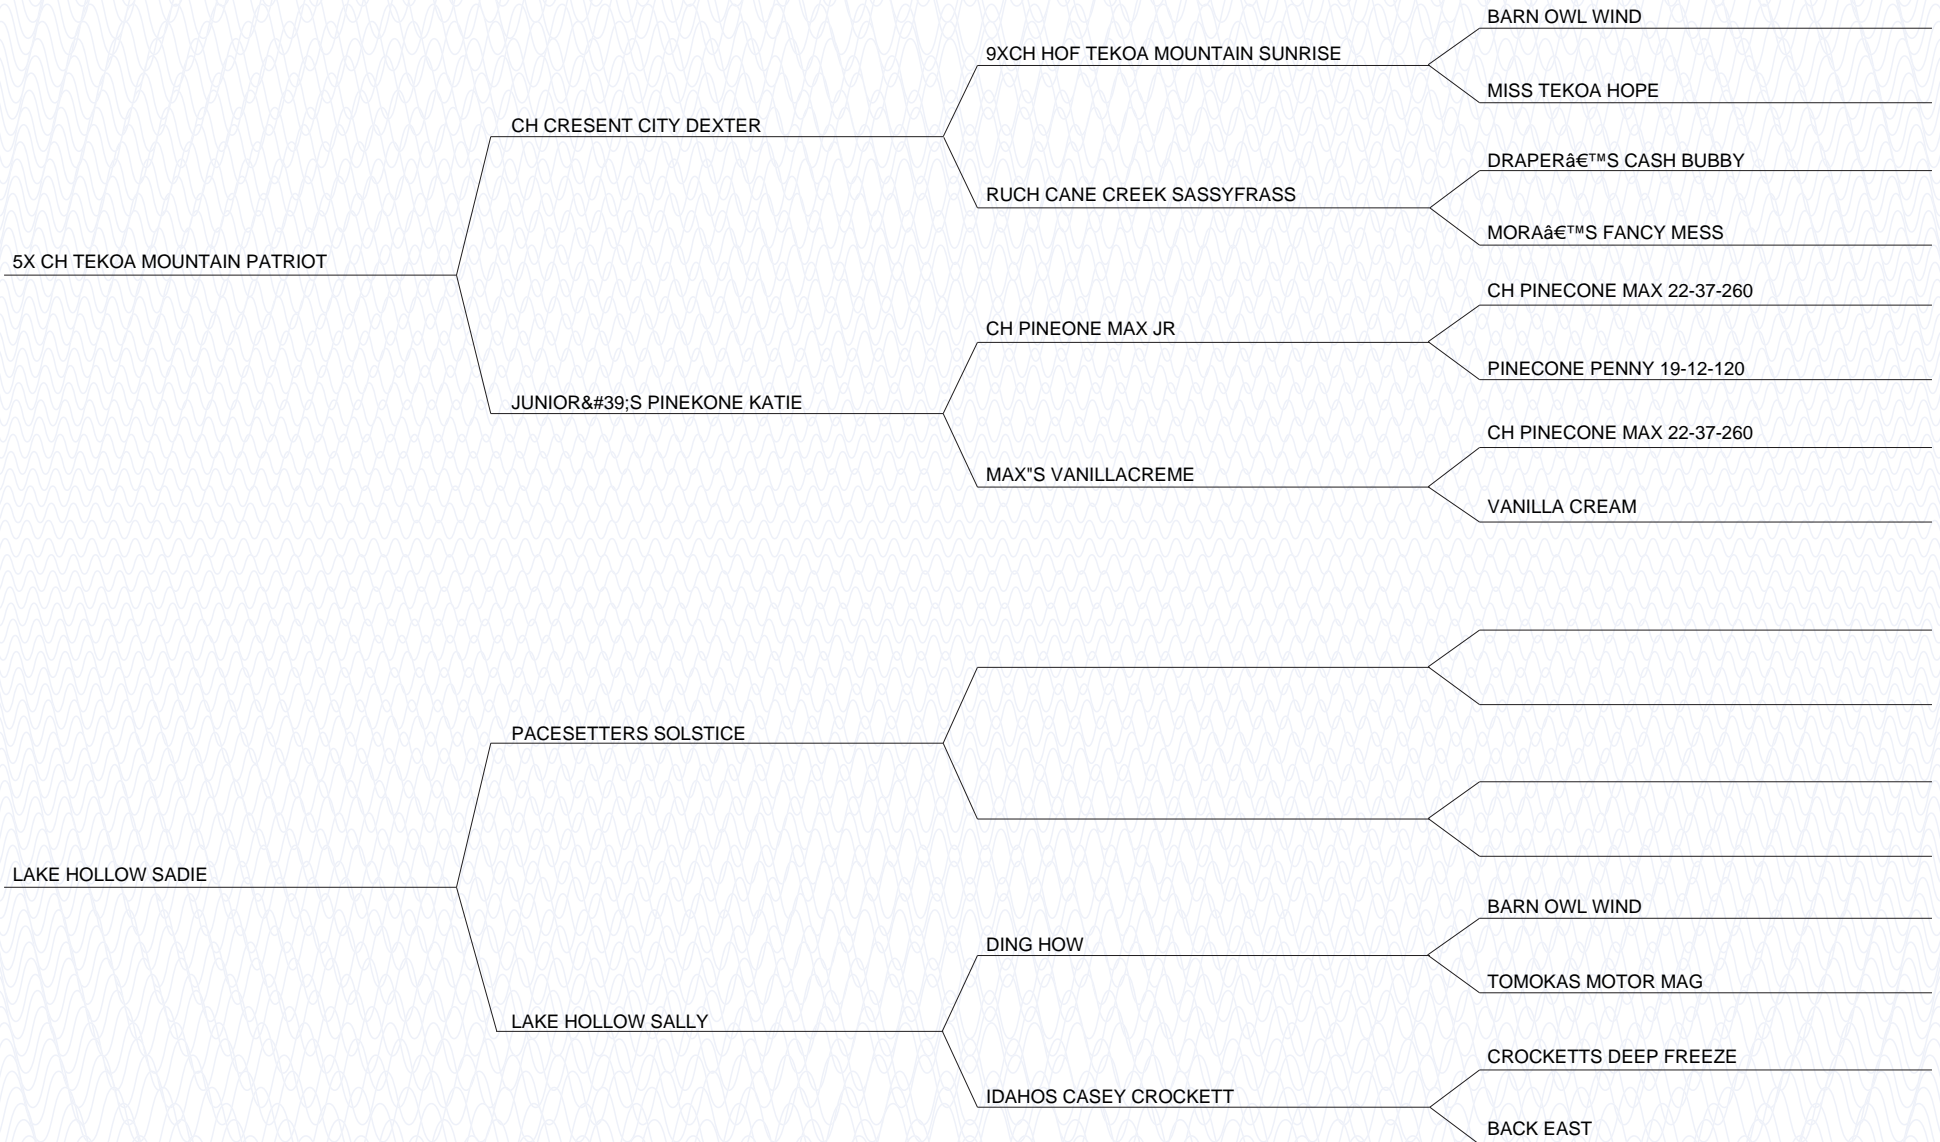 BARN OWL WIND
9XCH HOF TEKOA MOUNTAIN SUNRISE
MISS TEKOA HOPE
CH CRESENT CITY DEXTER
DRAPERâ€™S CASH BUBBY
RUCH CANE CREEK SASSYFRASS
MORAâ€™S FANCY MESS
5X CH TEKOA MOUNTAIN PATRIOT
CH PINECONE MAX 22-37-260
CH PINEONE MAX JR
PINECONE PENNY 19-12-120
JUNIOR&#39;S PINEKONE KATIE
CH PINECONE MAX 22-37-260
MAX"S VANILLACREME
VANILLA CREAM
PACESETTERS SOLSTICE
LAKE HOLLOW SADIE
BARN OWL WIND
DING HOW
TOMOKAS MOTOR MAG
LAKE HOLLOW SALLY
CROCKETTS DEEP FREEZE
IDAHOS CASEY CROCKETT
BACK EAST